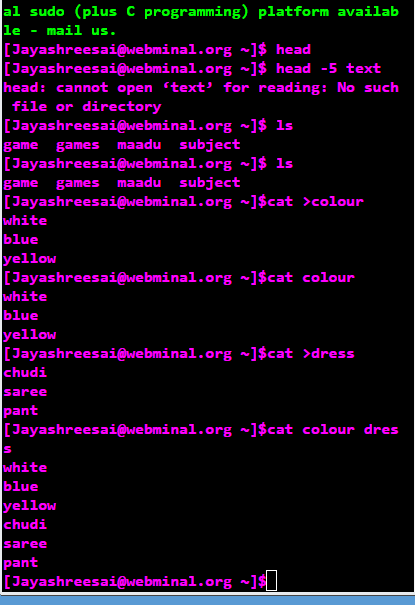 al sudo (plus C programming) platform availab
le - mail us.
[Jayashreesai@webminal.org ~]$ head
[Jayashreesai@webminal.org ~]$ head -5 text
head: cannot open ‘text’ for reading: No such
 file or directory
[Jayashreesai@webminal.org ~]$ ls
game  games  maadu  subject
[Jayashreesai@webminal.org ~]$ ls
game  games  maadu  subject
[Jayashreesai@webminal.org ~]$cat >colour
white
blue
yellow
[Jayashreesai@webminal.org ~]$cat colour
white
blue
yellow
[Jayashreesai@webminal.org ~]$cat >dress
chudi
saree
pant
[Jayashreesai@webminal.org ~]$cat colour dres
s
white
blue
yellow
chudi
saree
pant
[Jayashreesai@webminal.org ~]$